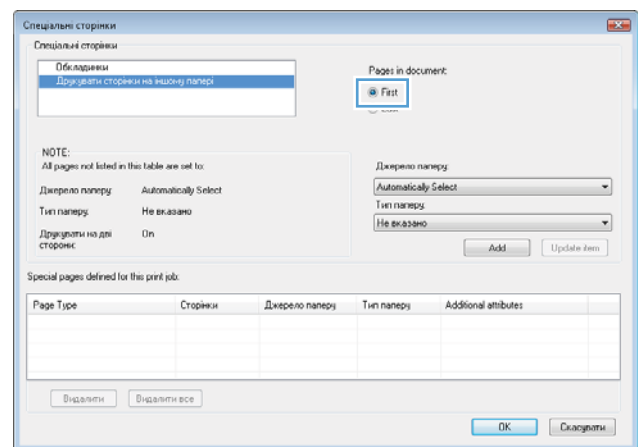 Спеціальні сторінки
Спеціальні сторінки
Обкладинки
Друкувати сторінки на іншому папері
Pages in document:
First
NOTE:
All pages not listed in this table are set to:
Джерело паперу: Automatically Select
Тип паперу: Не вказано
Друкувати на дві сторони: On
Джерело паперу:
Automatically Select
Тип паперу:
Не вказано
Add
Update item
Special pages defined for this print job:
Page Type Сторінки Джерело паперу Тип паперу Additional attributes
Видалити Видалити все
OK Скасувати